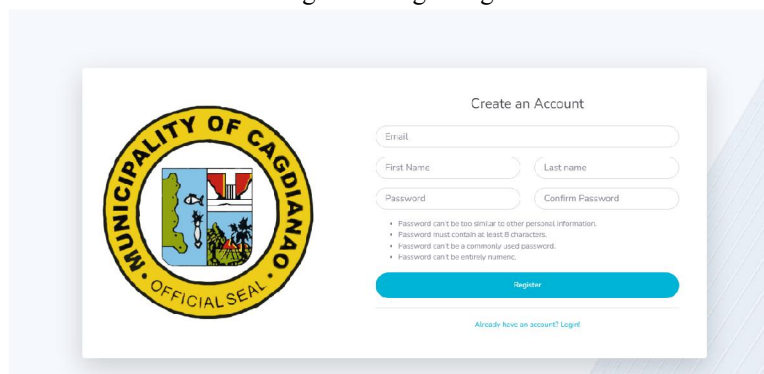 MUNICIPALITY OF CAGDIANAO
OFFICIAL SEAL
Create an Account
Email
First Name
Last name
Password
Confirm Password
• Password can't be too similar to other personal information.
• Password must contain at least 8 characters.
• Password can't be a commonly used password.
• Password can't be entirely numeric.
Register
Already have an account? Login!